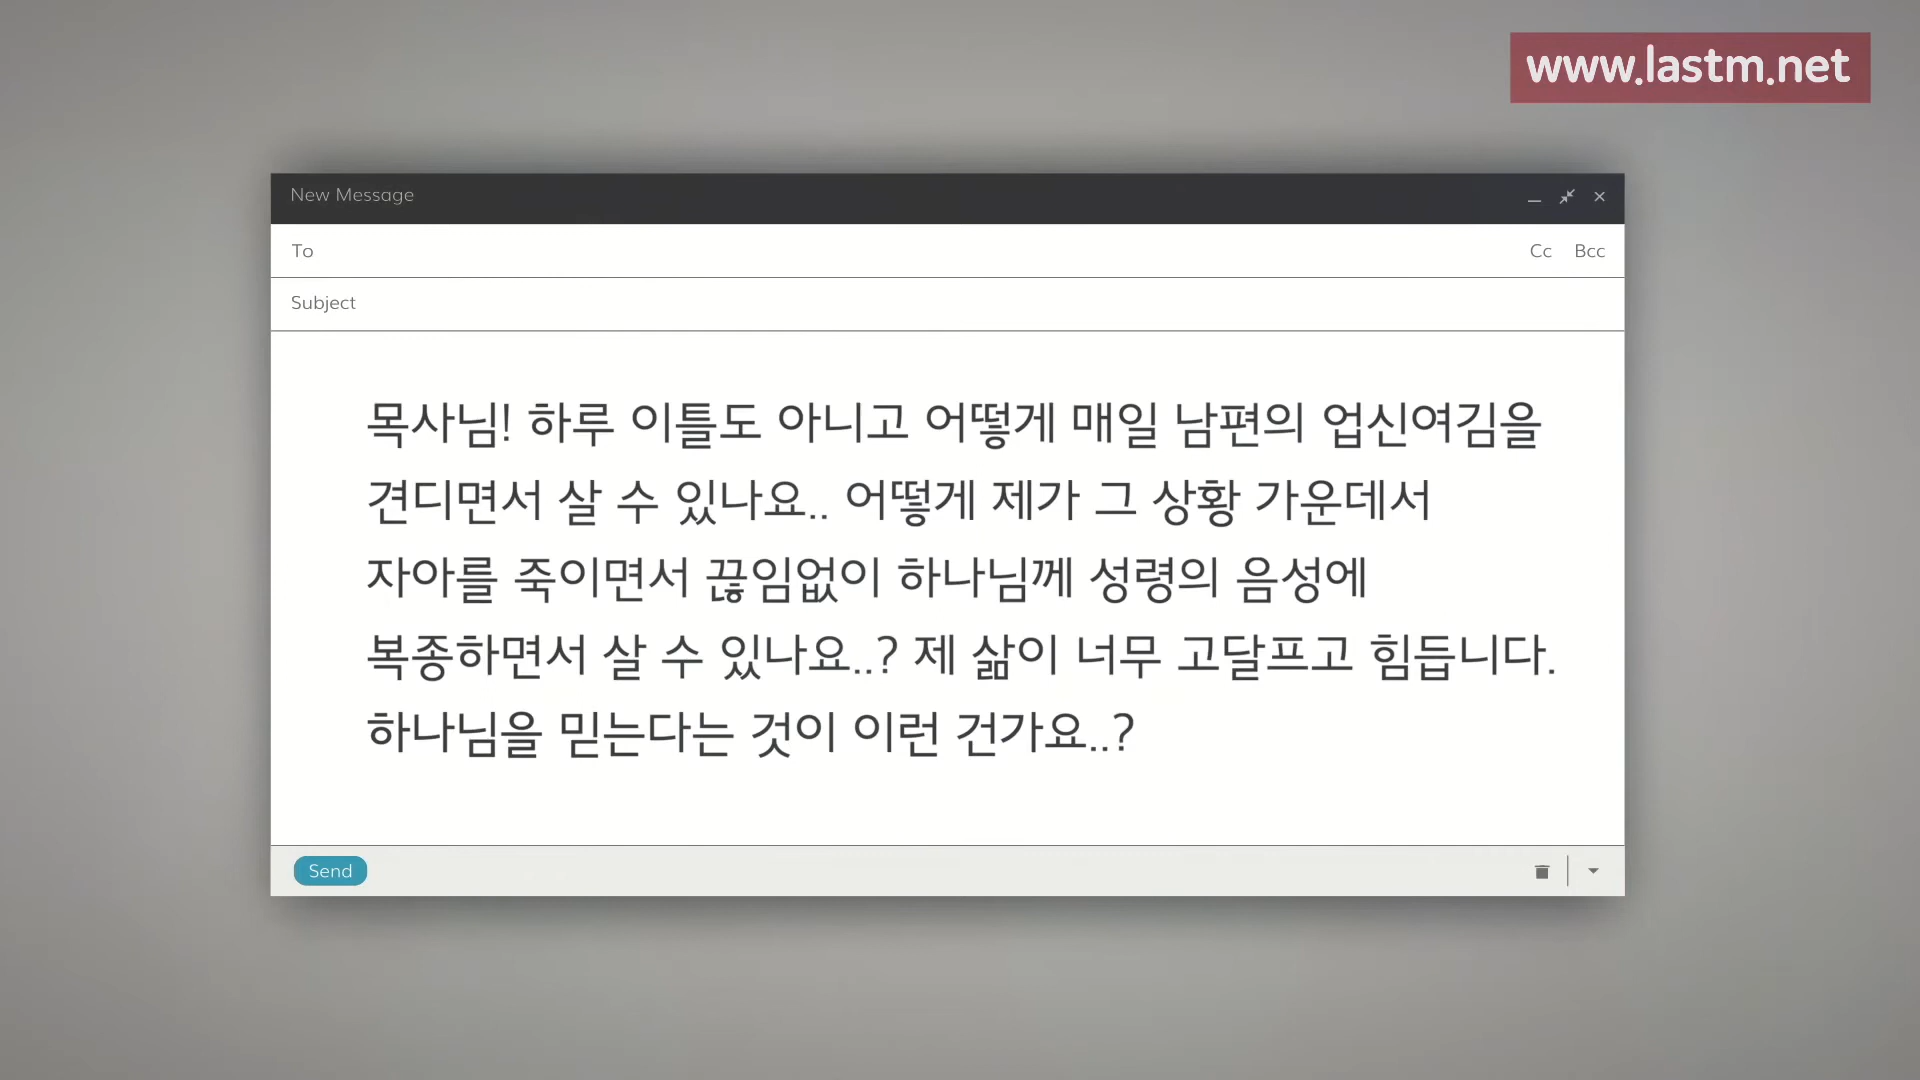 www.lastm.net
New Message
To Cc Bcc
Subject
목사님! 하루 이틀도 아니고 어떻게 매일 남편의 업신여김을
견디면서 살 수 있나요.. 어떻게 제가 그 상황 가운데서
자아를 죽이면서 끊임없이 하나님께 성령의 음성에
복종하면서 살 수 있나요..? 제 삶이 너무 고달프고 힘듭니다.
하나님을 믿는다는 것이 이런 건가요..?
Send